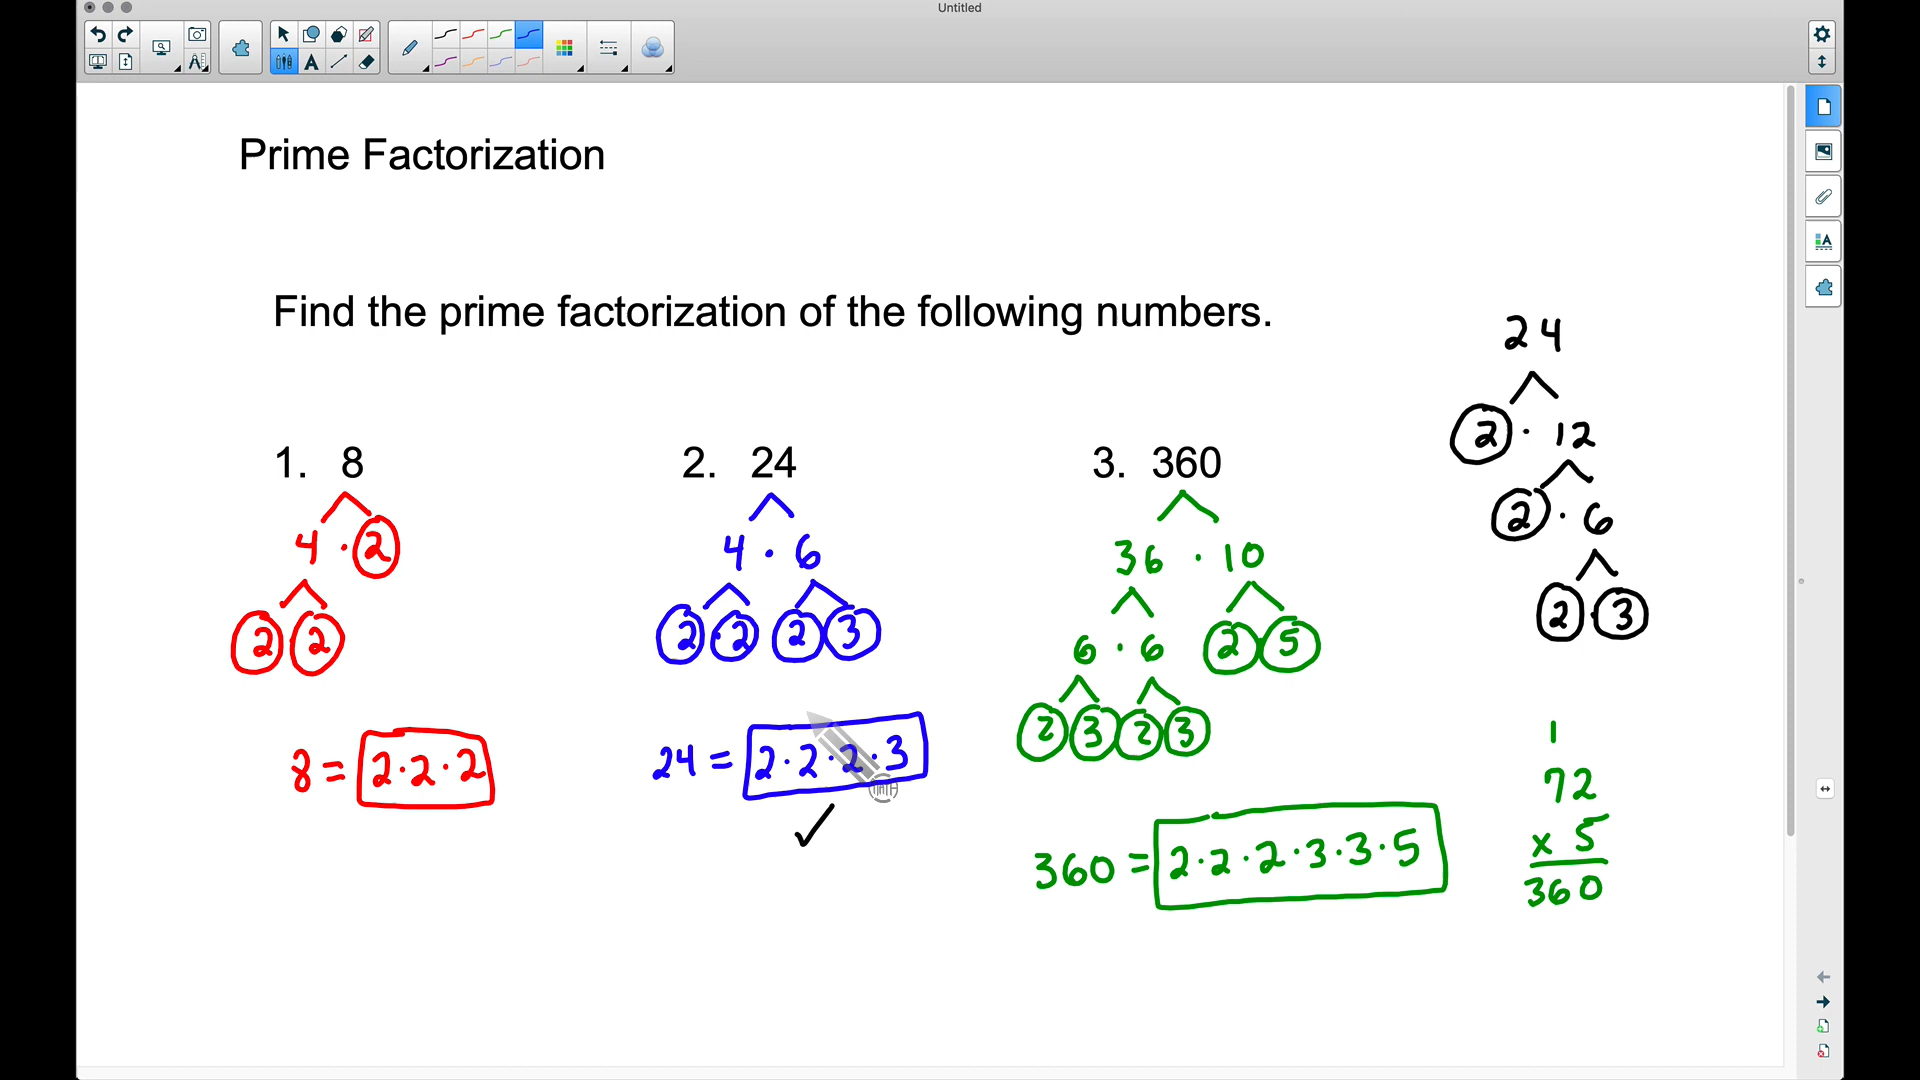 Untitled
Prime Factorization
Find the prime factorization of the following numbers.
1. 8
4 · 2
2 · 2
8 = 2 · 2 · 2
2. 24
4 · 6
2 · 2 2 · 3
24 = 2 · 2 · 2 · 3
✓
3. 360
36 · 10
6 · 6 2 · 5
2 3 2 3
360 = 2 · 2 · 2 · 3 · 3 · 5
24
2 · 12
2 · 6
2 · 3
1
72
x 5
360
MATH